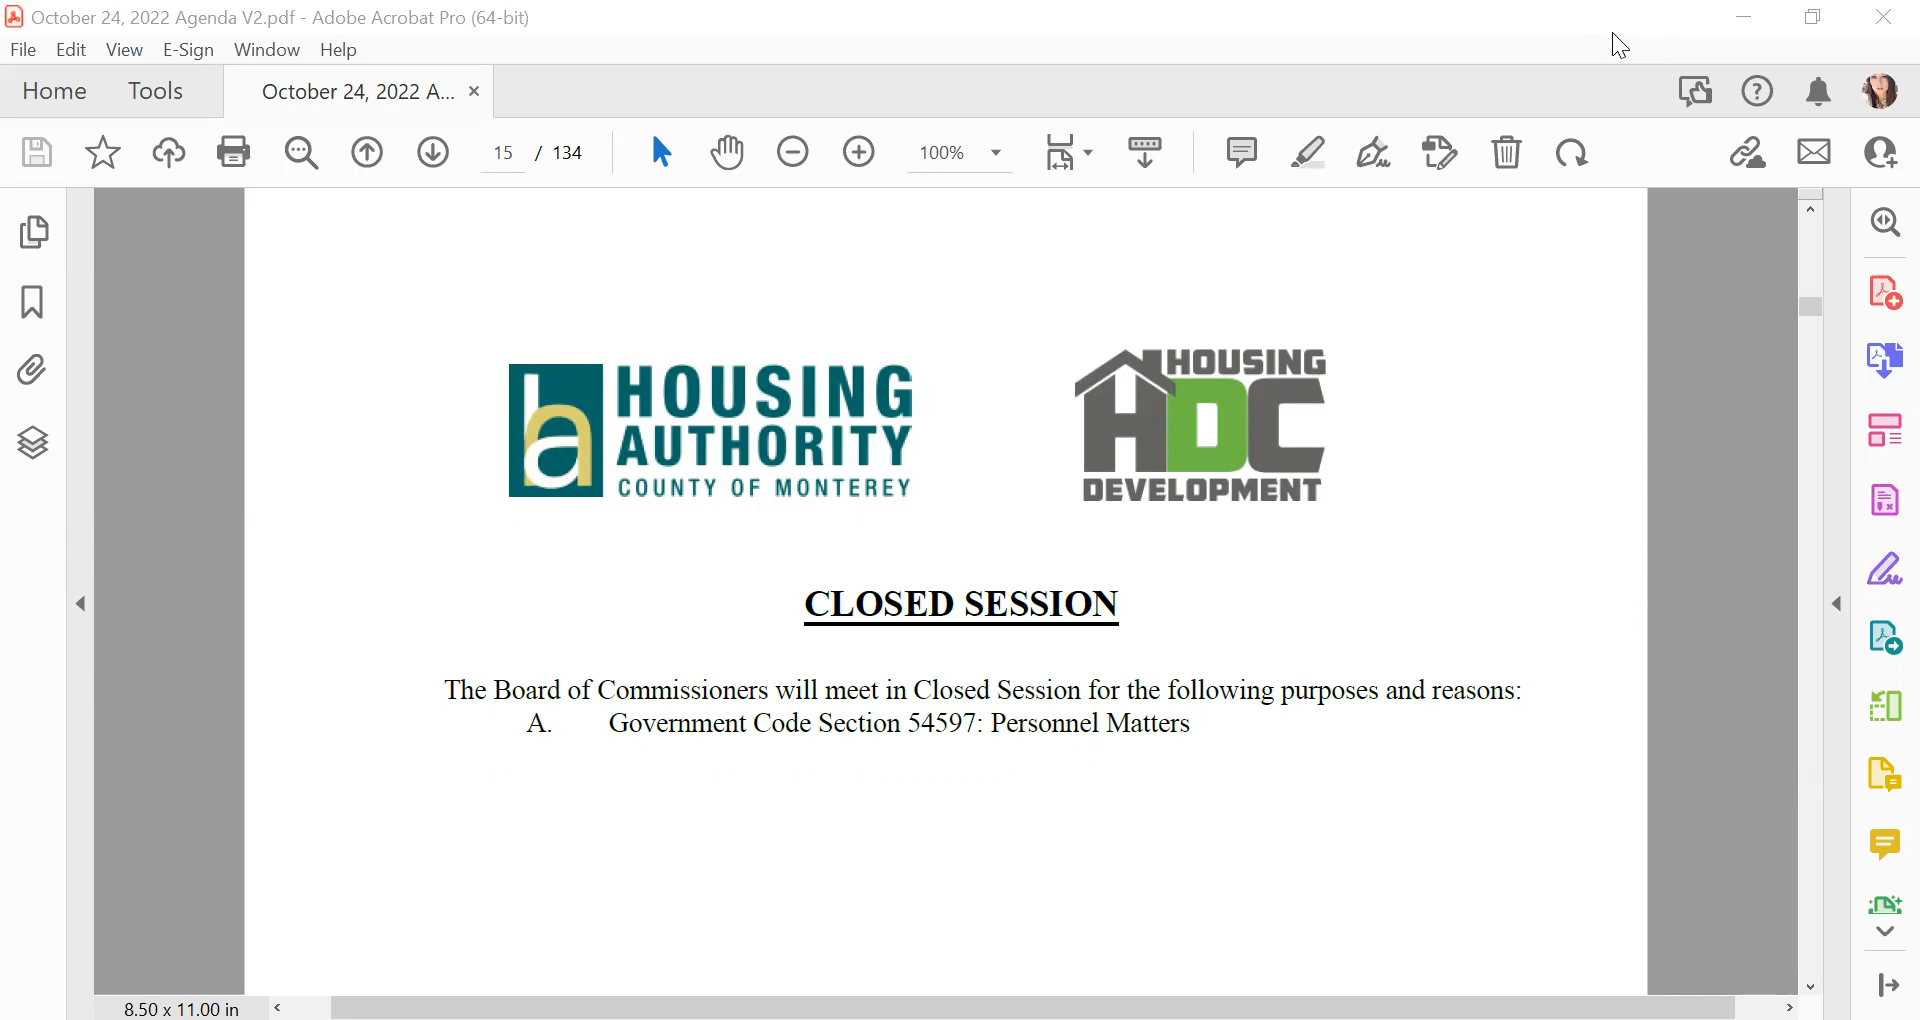 October 24, 2022 Agenda V2.pdf - Adobe Acrobat Pro (64-bit)
File Edit View E-Sign Window Help
Home Tools October 24, 2022 A... ×
15 / 134 100%
HOUSING
AUTHORITY
COUNTY OF MONTEREY
HOUSING
HDC
DEVELOPMENT
CLOSED SESSION
The Board of Commissioners will meet in Closed Session for the following purposes and reasons:
A. Government Code Section 54597: Personnel Matters
8.50 x 11.00 in